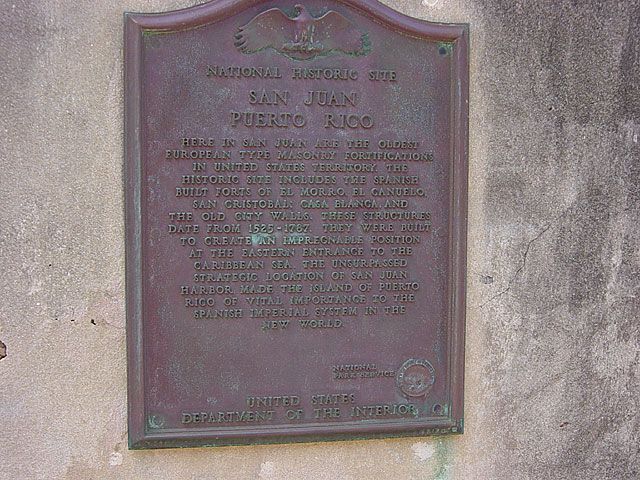 NATIONAL HISTORIC SITE
SAN JUAN
PUERTO RICO
HERE IN SAN JUAN ARE THE OLDEST
EUROPEAN TYPE MASONRY FORTIFICATIONS
IN UNITED STATES TERRITORY. THE
HISTORIC SITE INCLUDES THE SPANISH
BUILT FORTS OF EL MORRO, EL CANUELO,
SAN CRISTOBAL; CASA BLANCA, AND
THE OLD CITY WALLS. THESE STRUCTURES
DATE FROM 1525-1787. THEY WERE BUILT
TO CREATE AN IMPREGNABLE POSITION
AT THE EASTERN ENTRANCE TO THE
CARIBBEAN SEA. THE UNSURPASSED
STRATEGIC LOCATION OF SAN JUAN
HARBOR MADE THE ISLAND OF PUERTO
RICO OF VITAL IMPORTANCE TO THE
SPANISH IMPERIAL SYSTEM IN THE
NEW WORLD.
NATIONAL
PARK SERVICE
UNITED STATES
DEPARTMENT OF THE INTERIOR